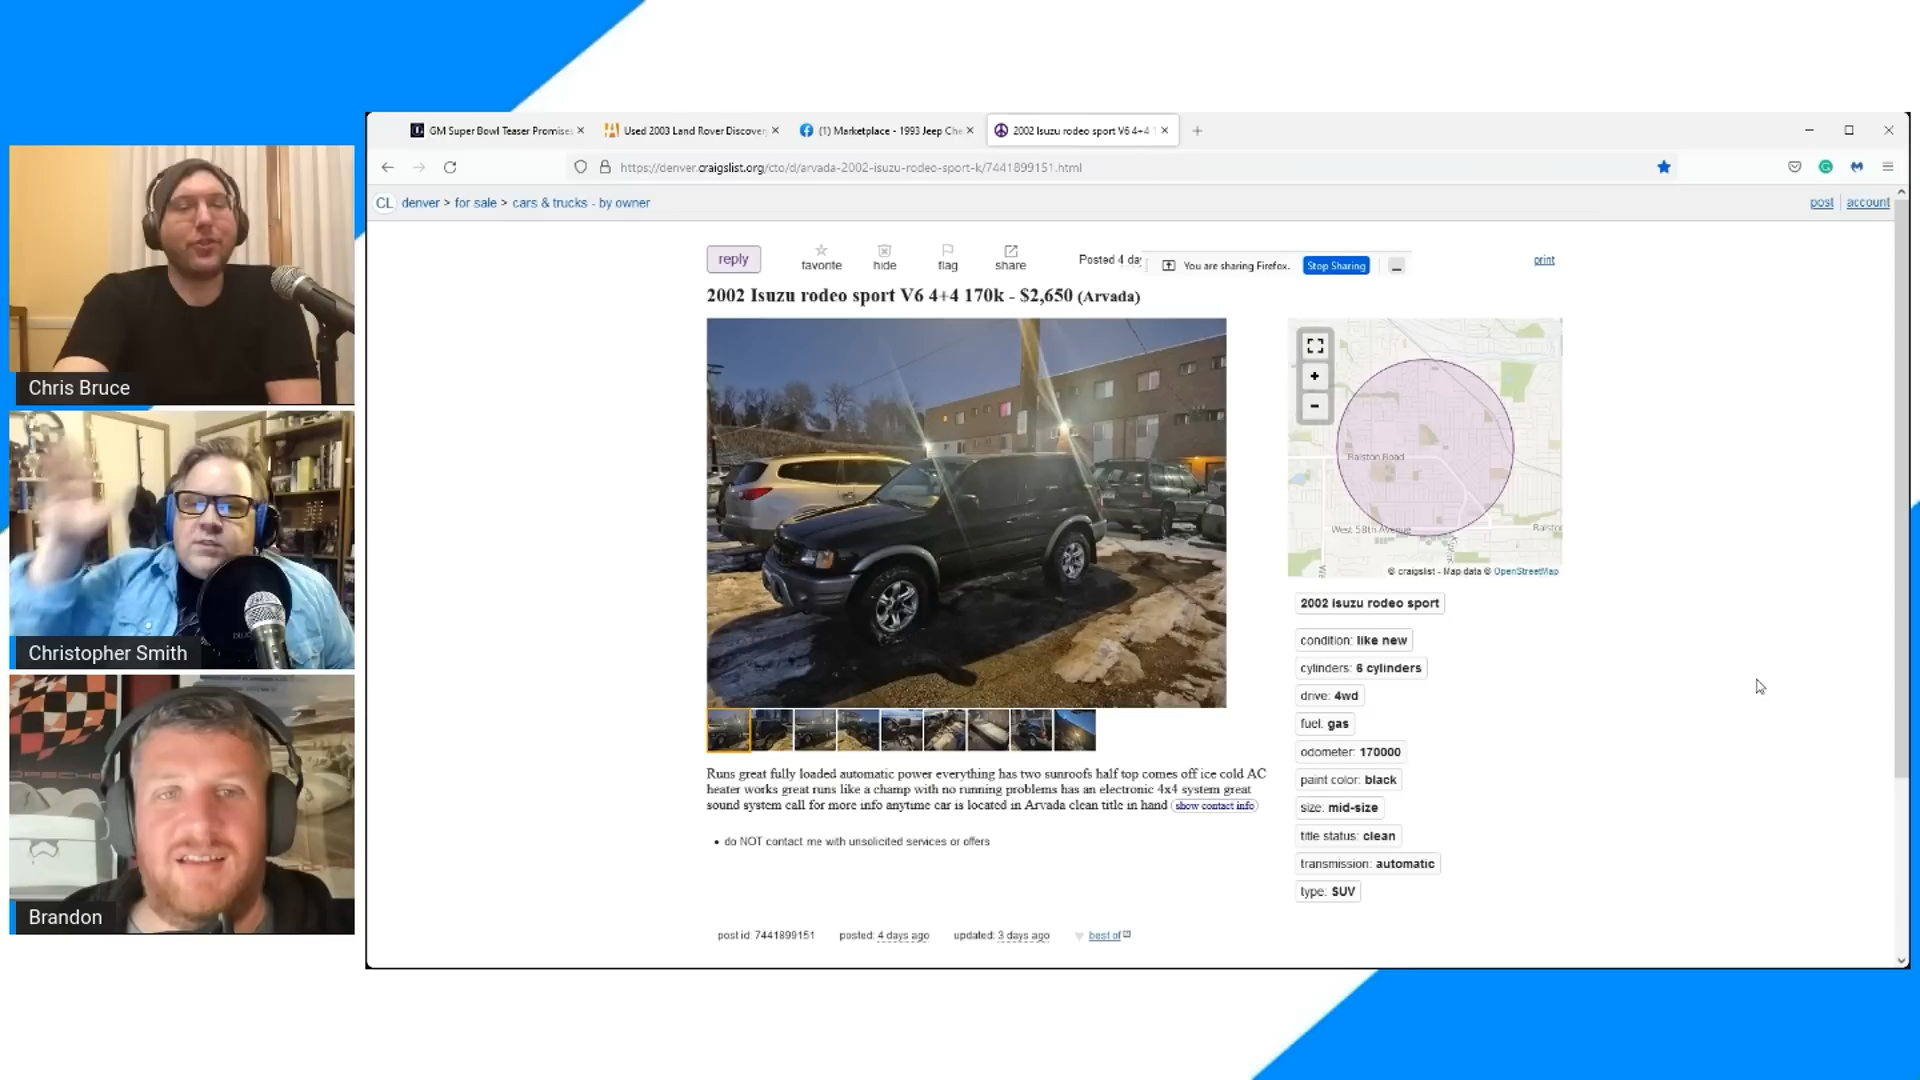 GM Super Bowl Teaser Promises
Used 2003 Land Rover Discovery
(1) Marketplace - 1993 Jeep Che
2002 Isuzu rodeo sport V6 4+4 1
https://denver.craigslist.org/cto/d/arvada-2002-isuzu-rodeo-sport-k/7441899151.html
CL denver > for sale > cars & trucks - by owner
post account
reply
favorite
hide
flag
share
Posted 4 da
You are sharing Firefox.
Stop Sharing
print
2002 Isuzu rodeo sport V6 4+4 170k - $2,650 (Arvada)
Chris Bruce
Christopher Smith
Brandon
Ralston Road
West 58th Avenue
Ralsto
© craigslist - Map data © OpenStreetMap
2002 isuzu rodeo sport
condition: like new
cylinders: 6 cylinders
drive: 4wd
fuel: gas
odometer: 170000
paint color: black
size: mid-size
title status: clean
transmission: automatic
type: SUV
Runs great fully loaded automatic power everything has two sunroofs half top comes off ice cold AC
heater works great runs like a champ with no running problems has an electronic 4x4 system great
sound system call for more info anytime car is located in Arvada clean title in hand show contact info
• do NOT contact me with unsolicited services or offers
post id: 7441899151
posted: 4 days ago
updated: 3 days ago
best of